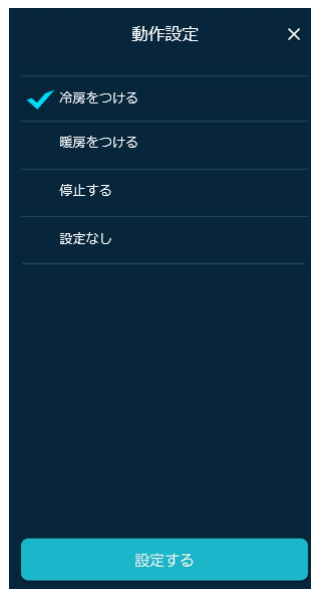 動作設定
冷房をつける
暖房をつける
停止する
設定なし
設定する